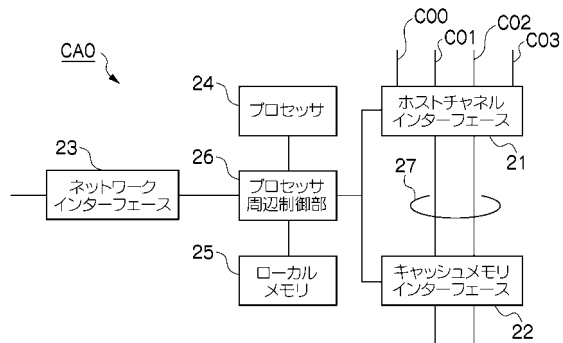 C00
C02
CA0
C01
C03
24
プロセッサ
ホストチャネル
インターフェース
23
26
21
27
ネットワーク
インターフェース
プロセッサ
周辺制御部
25
ローカル
メモリ
キャッシュメモリ
インターフェース
22